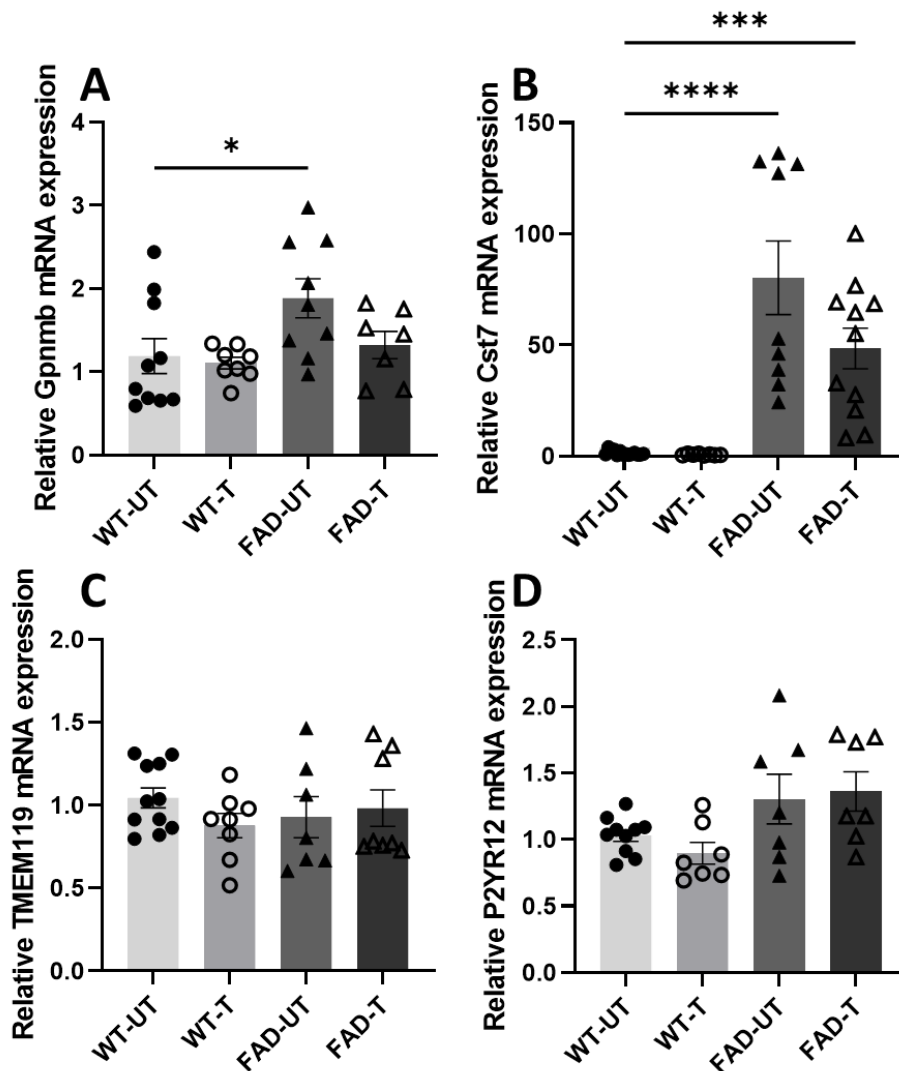 A
Relative Gpnmb mRNA expression
4
3
2
1
0
*
WT-UT
WT-T
FAD-UT
FAD-T
B
Relative Cst7 mRNA expression
150
100
50
0
***
****
WT-UT
WT-T
FAD-UT
FAD-T
C
Relative TMEM119 mRNA expression
2.0
1.5
1.0
0.5
0.0
WT-UT
WT-T
FAD-UT
FAD-T
D
Relative P2YR12 mRNA expression
2.5
2.0
1.5
1.0
0.5
0.0
WT-UT
WT-T
FAD-UT
FAD-T